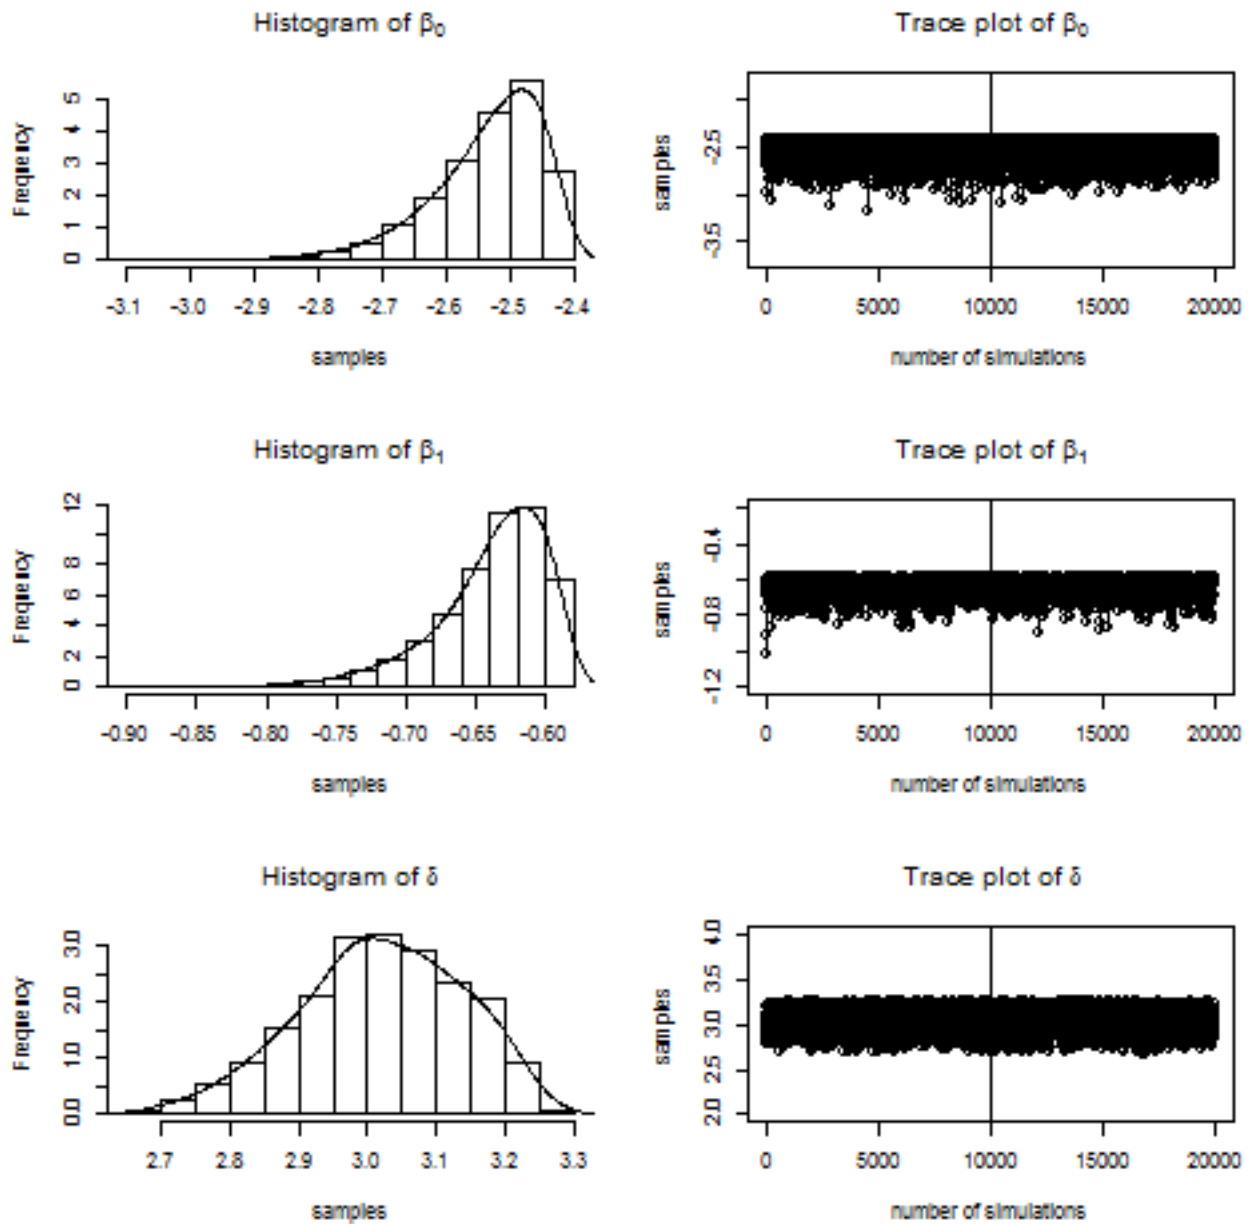 Histogram of β₀
Trace plot of β₀
Frequency
0 1 2 3 4 5
-3.1 -3.0 -2.9 -2.8 -2.7 -2.6 -2.5 -2.4
samples
samples
-3.5 -2.5
0 5000 10000 15000 20000
number of simulations
Histogram of β₁
Trace plot of β₁
Frequency
0 2 4 6 8 12
-0.90 -0.85 -0.80 -0.75 -0.70 -0.65 -0.60
samples
samples
-1.2 -0.8 -0.4
0 5000 10000 15000 20000
number of simulations
Histogram of δ
Trace plot of δ
Frequency
0.0 1.0 2.0 3.0
2.7 2.8 2.9 3.0 3.1 3.2 3.3
samples
samples
2.0 2.5 3.0 3.5 4.0
0 5000 10000 15000 20000
number of simulations